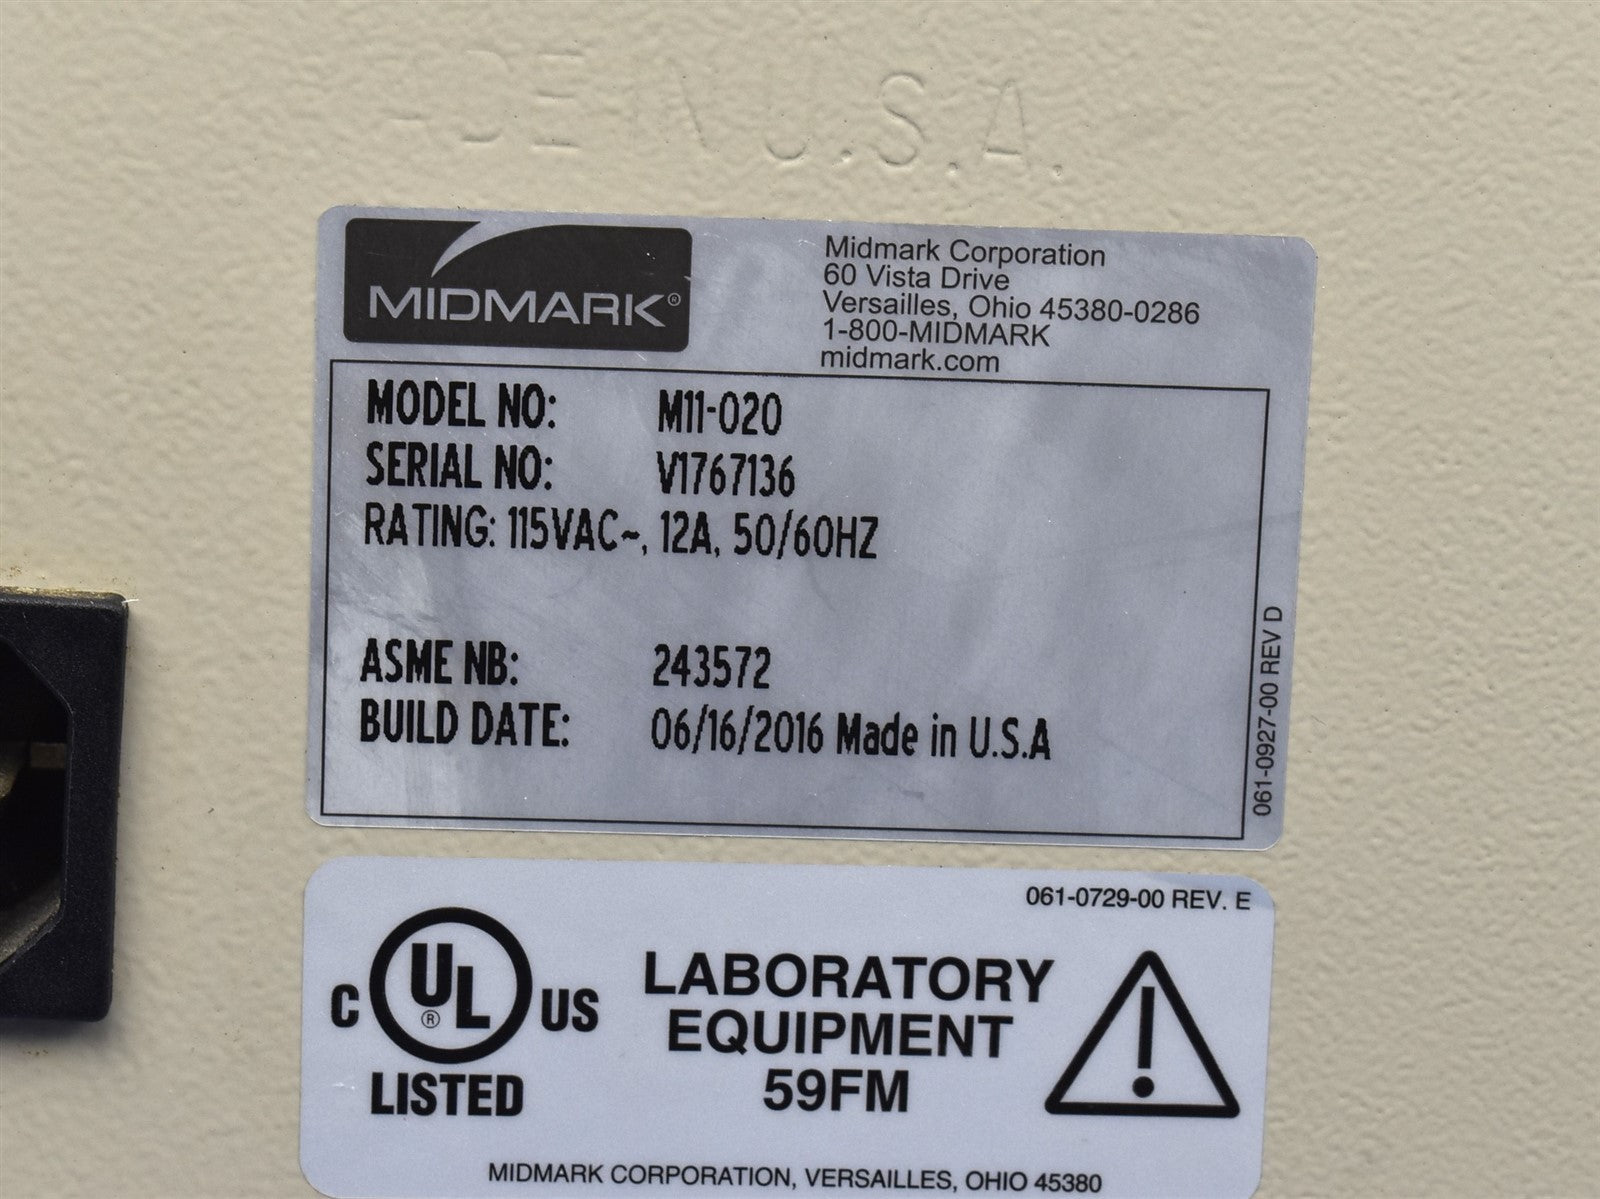 DE IN U.S.A.
MIDMARK®
Midmark Corporation
60 Vista Drive
Versailles, Ohio 45380-0286
1-800-MIDMARK
midmark.com
MODEL NO: M11-020
SERIAL NO: V1767136
RATING: 115VAC~, 12A, 50/60HZ
ASME NB: 243572
BUILD DATE: 06/16/2016 Made in U.S.A
061-0927-00 REV D
061-0729-00 REV. E
C UL® US
LISTED
LABORATORY
EQUIPMENT
59FM
MIDMARK CORPORATION, VERSAILLES, OHIO 45380